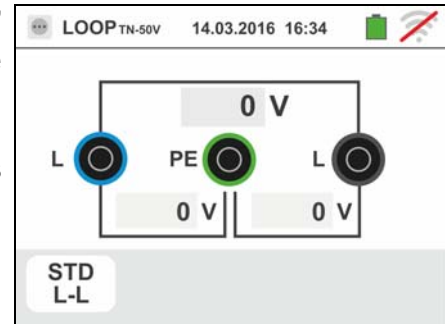 LOOP TN-50V 14.03.2016 16:34
0 V
L PE L
0 V 0 V
STD
L-L